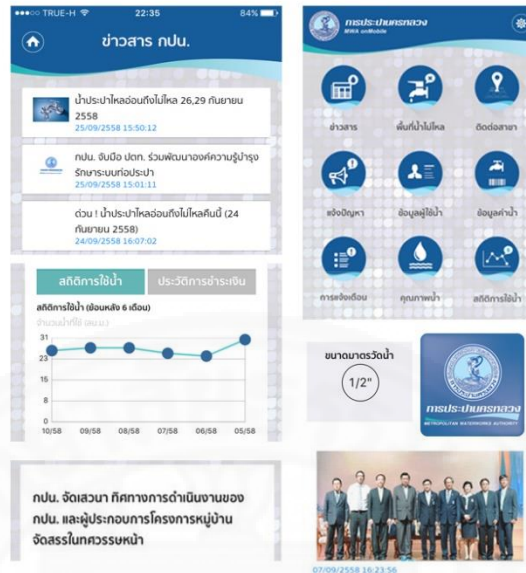 TRUE-H 22:35 84%
ข่าวสาร กปน.
น้ำประปาไหลอ่อนถึงไม่ไหล 26,29 กันยายน
2558
25/09/2558 15:50:12
กปน. จับมือ ปตท. ร่วมพัฒนาองค์ความรู้บำรุง
รักษาระบบท่อประปา
25/09/2558 15:01:11
ด่วน ! น้ำประปาไหลอ่อนถึงไม่ไหลคืนนี้ (24
กันยายน 2558)
24/09/2558 16:07:02
สถิติการใช้น้ำ ประวัติการชำระเงิน
สถิติการใช้น้ำ (ย้อนหลัง 6 เดือน)
จำนวนน้ำที่ใช้ (ลบ.ม.)
31
23
15
8
0
10/58 09/58 08/58 07/58 06/58 05/58
กปน. จัดเสวนา ทิศทางการดำเนินงานของ
กปน. และผู้ประกอบการโครงการหมู่บ้าน
จัดสรรในทศวรรษหน้า
การประปานครหลวง
MWA onMobile
ข่าวสาร พื้นที่น้ำไม่ไหล ติดต่อสาขา
แจ้งปัญหา ข้อมูลผู้ใช้น้ำ ข้อมูลค่าน้ำ
การแจ้งเตือน คุณภาพน้ำ สถิติการใช้น้ำ
ขนาดมาตรวัดน้ำ
1/2"
การประปานครหลวง
METROPOLITAN WATERWORKS AUTHORITY
07/09/2558 16:23:56